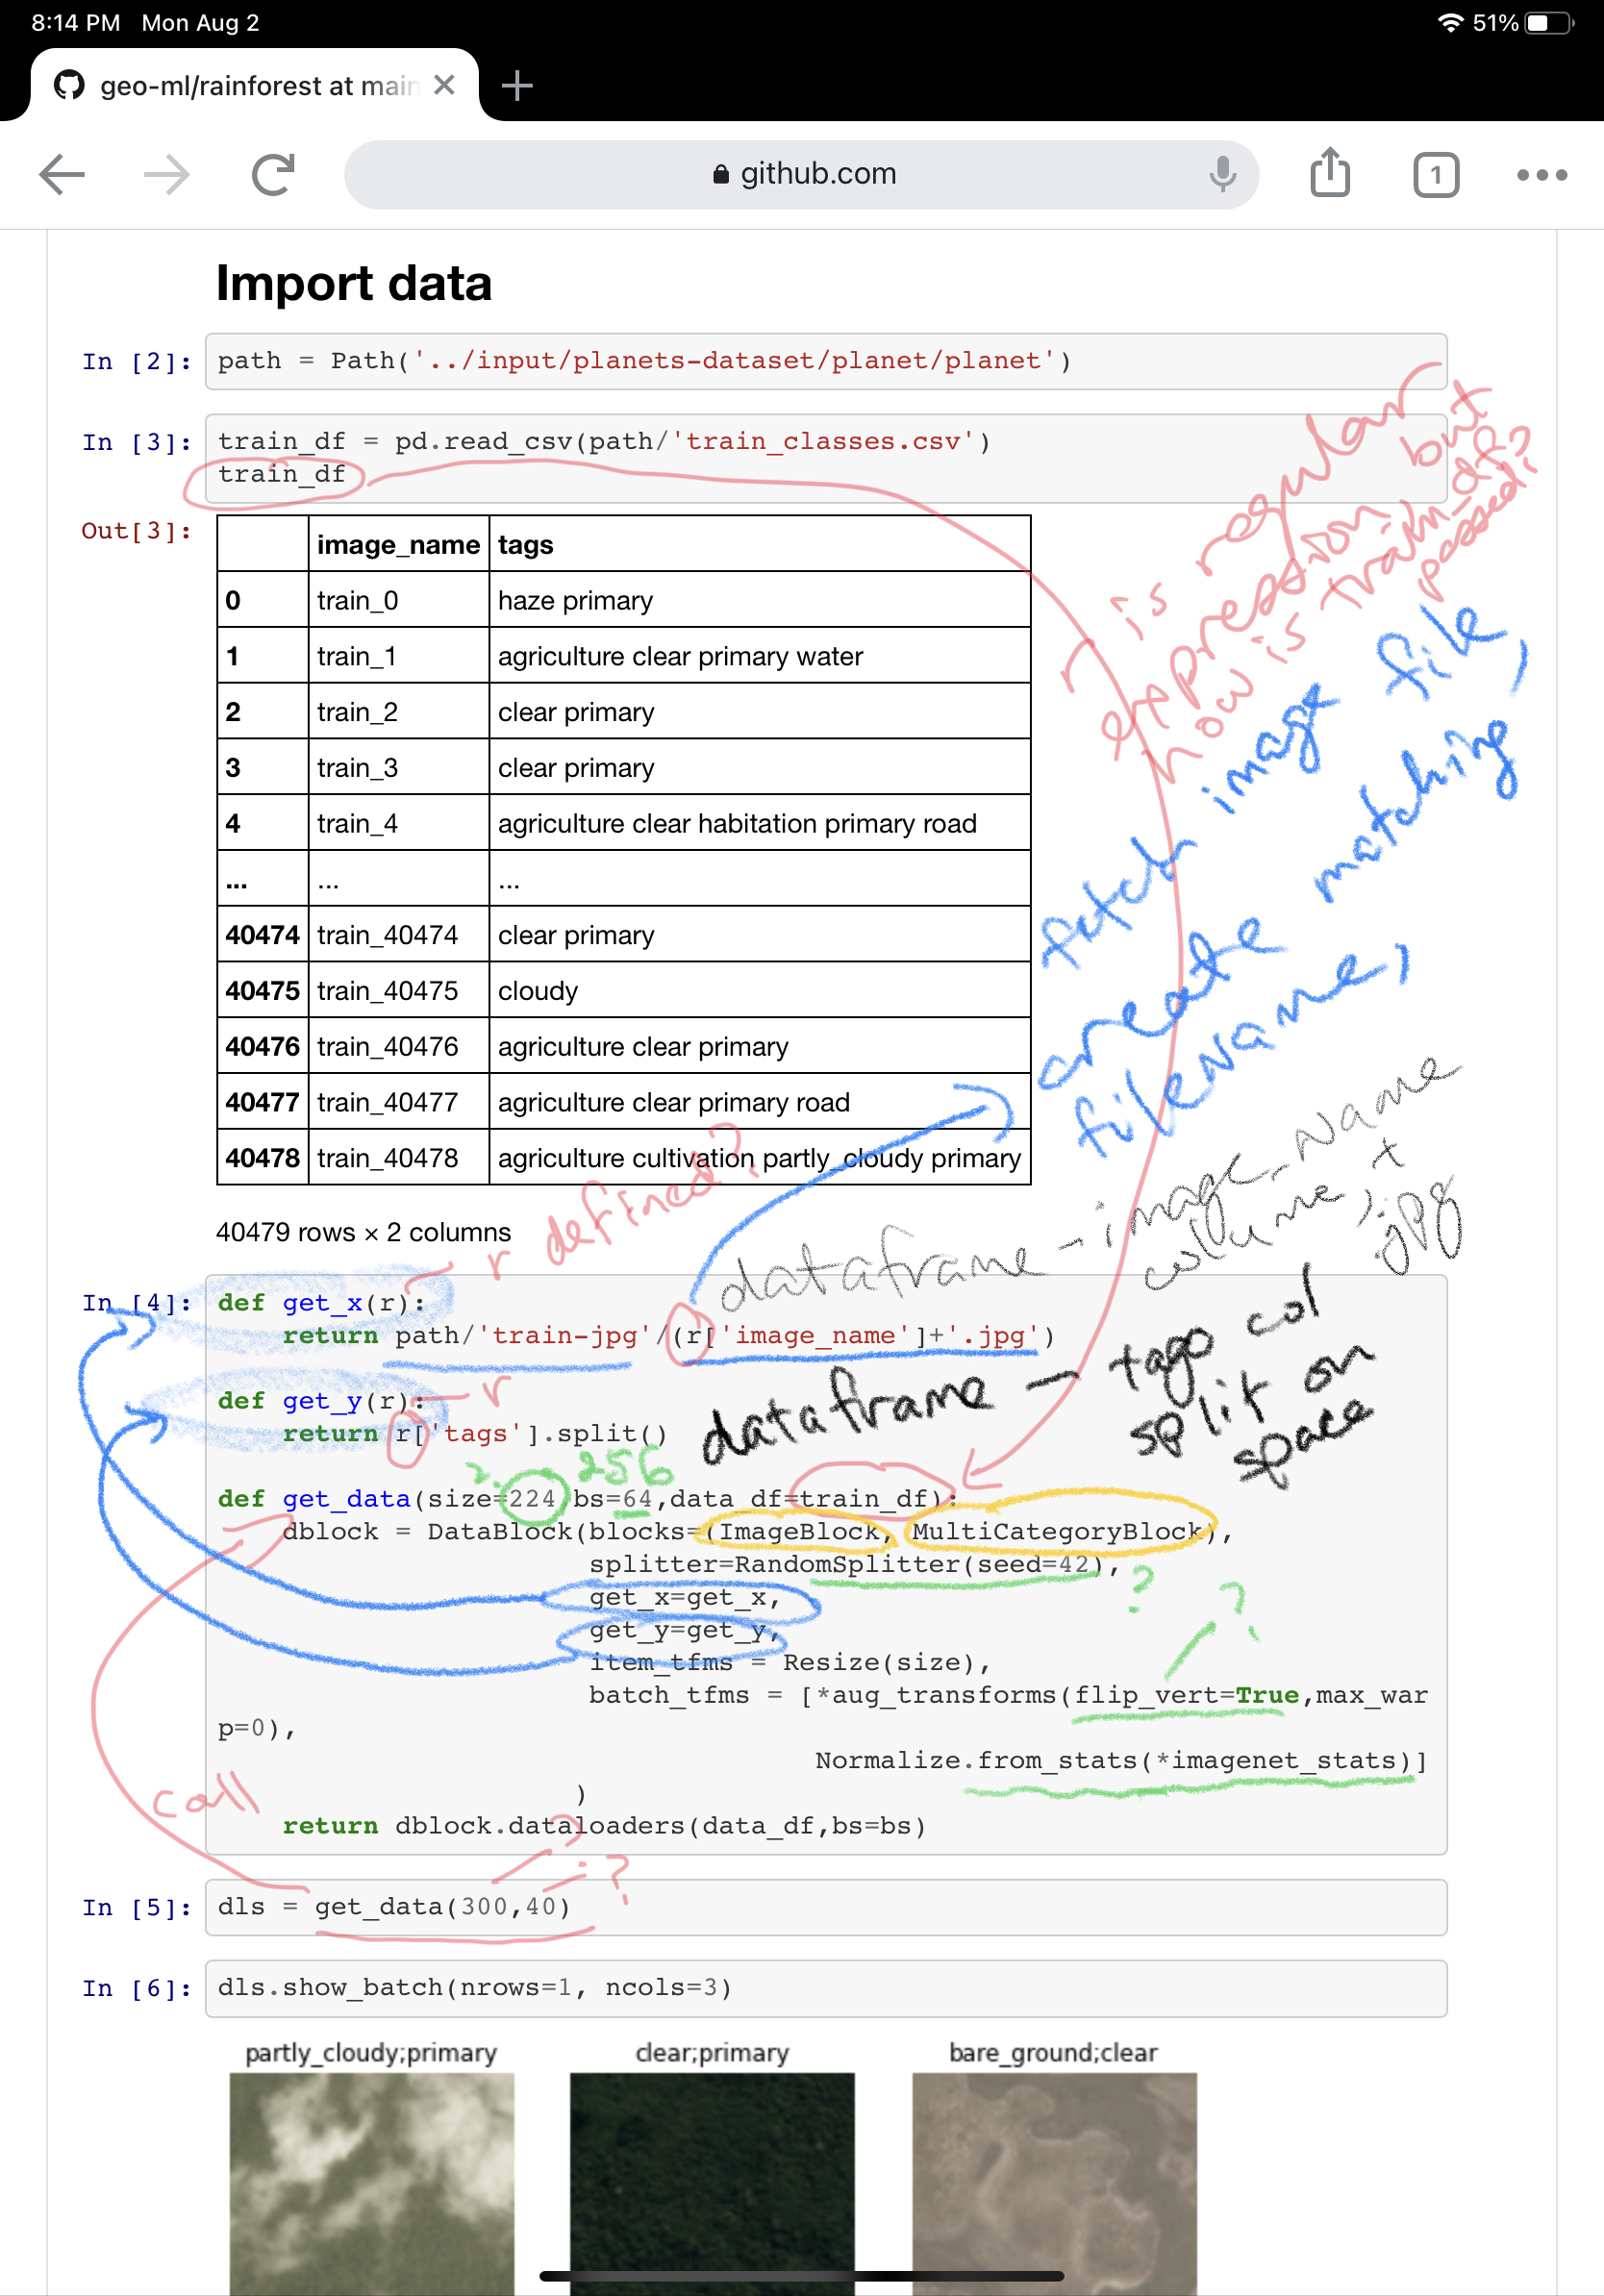 8:14 PM Mon Aug 2
51%
geo-ml/rainforest at main
github.com
1
Import data
In [2]: path = Path('../input/planets-dataset/planet/planet')
In [3]: train_df = pd.read_csv(path/'train_classes.csv')
train_df
Out[3]:
image_name tags
0 train_0 haze primary
1 train_1 agriculture clear primary water
2 train_2 clear primary
3 train_3 clear primary
4 train_4 agriculture clear habitation primary road
... ... ...
40474 train_40474 clear primary
40475 train_40475 cloudy
40476 train_40476 agriculture clear primary
40477 train_40477 agriculture clear primary road
40478 train_40478 agriculture cultivation partly_cloudy primary
40479 rows × 2 columns
r is regular
expression but
how is train_df
passed?
fetch image file,
create matching
filename,
r defined?
dataframe - image_name
column, +
.jpg
In [4]: def get_x(r):
return path/'train-jpg'/(r['image_name']+'.jpg')
def get_y(r):
r
return r['tags'].split()
dataframe - tags col
split on
space
? 256
def get_data(size=224,bs=64,data_df=train_df):
dblock = DataBlock(blocks=(ImageBlock, MultiCategoryBlock),
splitter=RandomSplitter(seed=42),
?
get_x=get_x,
?
get_y=get_y,
item_tfms = Resize(size),
batch_tfms = [*aug_transforms(flip_vert=True,max_war
p=0),
Normalize.from_stats(*imagenet_stats)]
)
call
return dblock.dataloaders(data_df,bs=bs)
?
In [5]: dls = get_data(300,40)
In [6]: dls.show_batch(nrows=1, ncols=3)
partly_cloudy;primary clear;primary bare_ground;clear